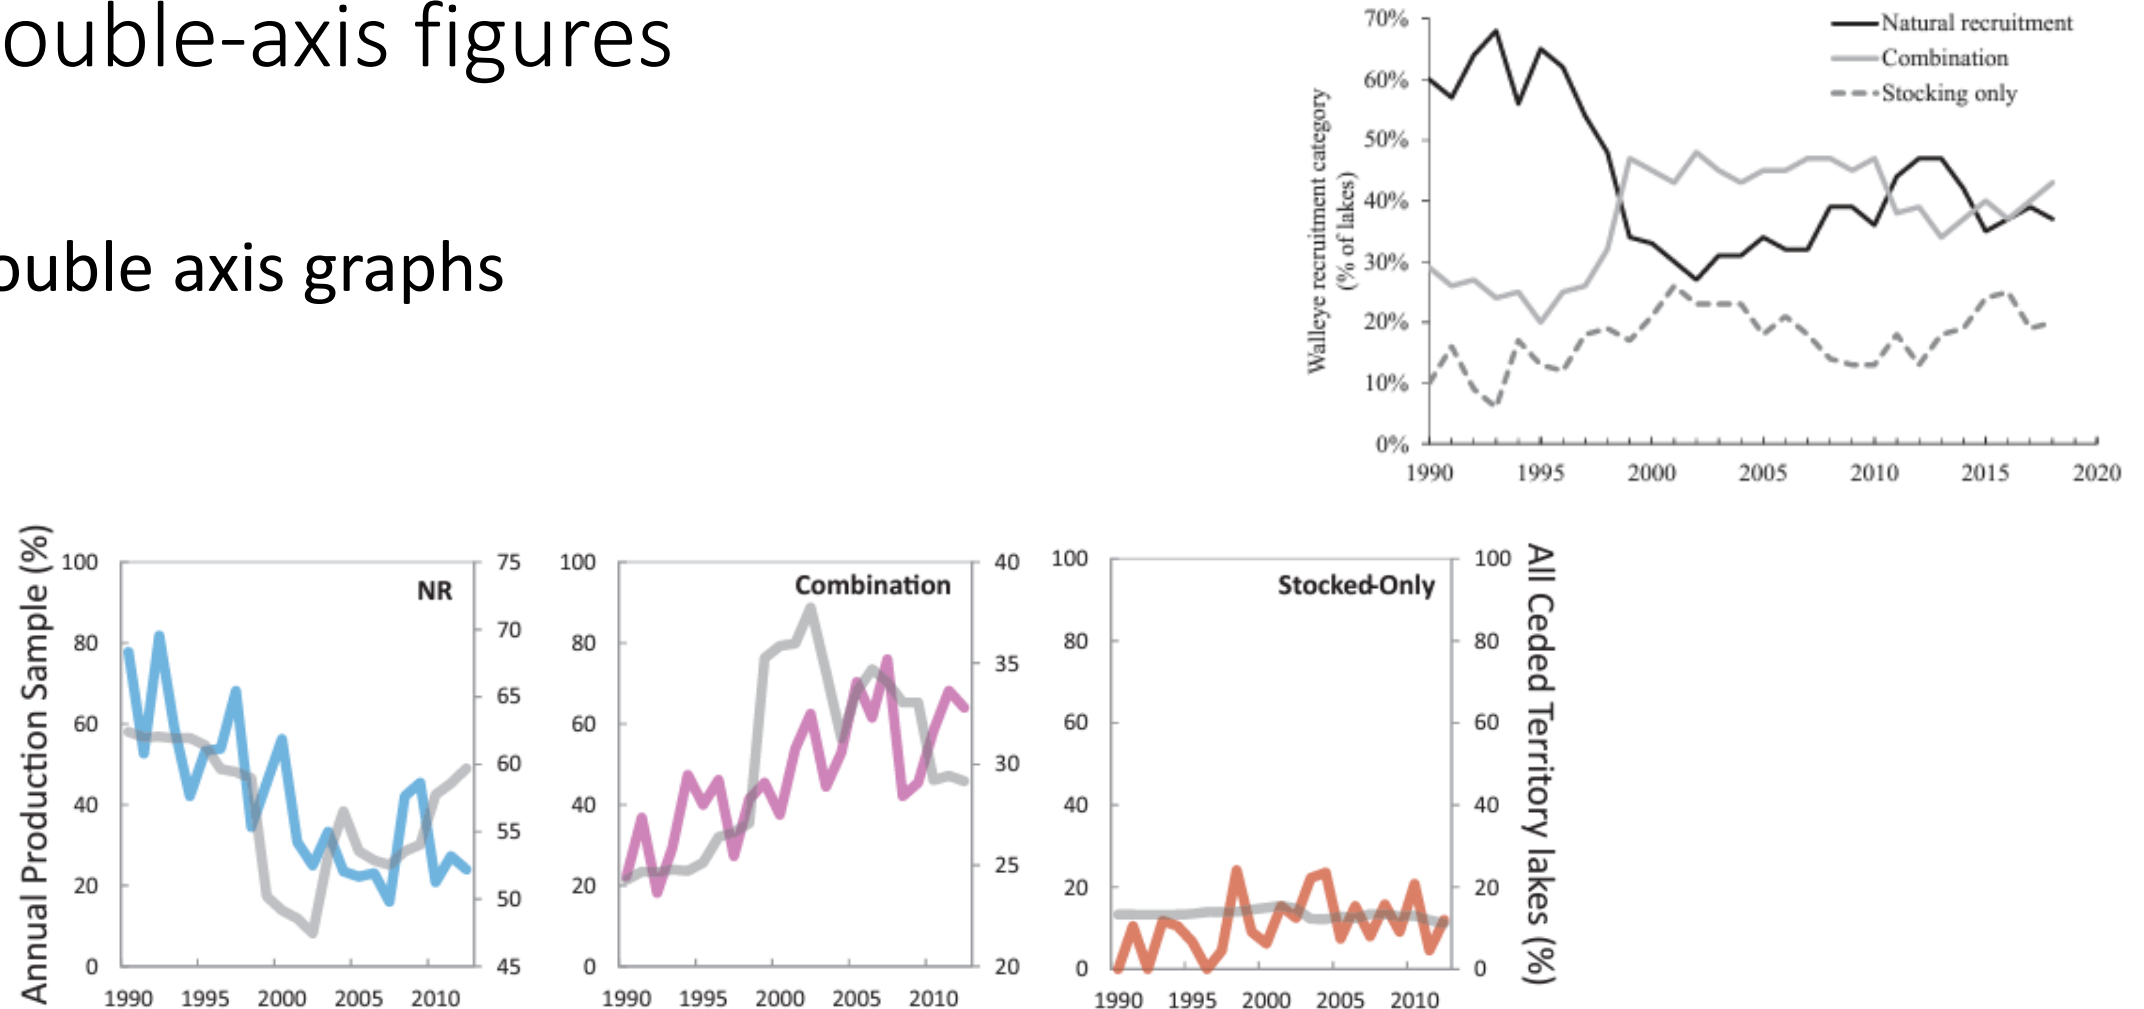 ouble-axis figures
ouble axis graphs
Natural recruitment
Combination
Stocking only
Walleye recruitment category
(% of lakes)
70%
60%
50%
40%
30%
20%
10%
0%
1990 1995 2000 2005 2010 2015 2020
Annual Production Sample (%)
NR
100
80
60
40
20
0
75
70
65
60
55
50
45
1990 1995 2000 2005 2010
Combination
100
80
60
40
20
0
40
35
30
25
20
1990 1995 2000 2005 2010
Stocked-Only
100
80
60
40
20
0
100
80
60
40
20
0
1990 1995 2000 2005 2010
All Ceded Territory lakes (%)